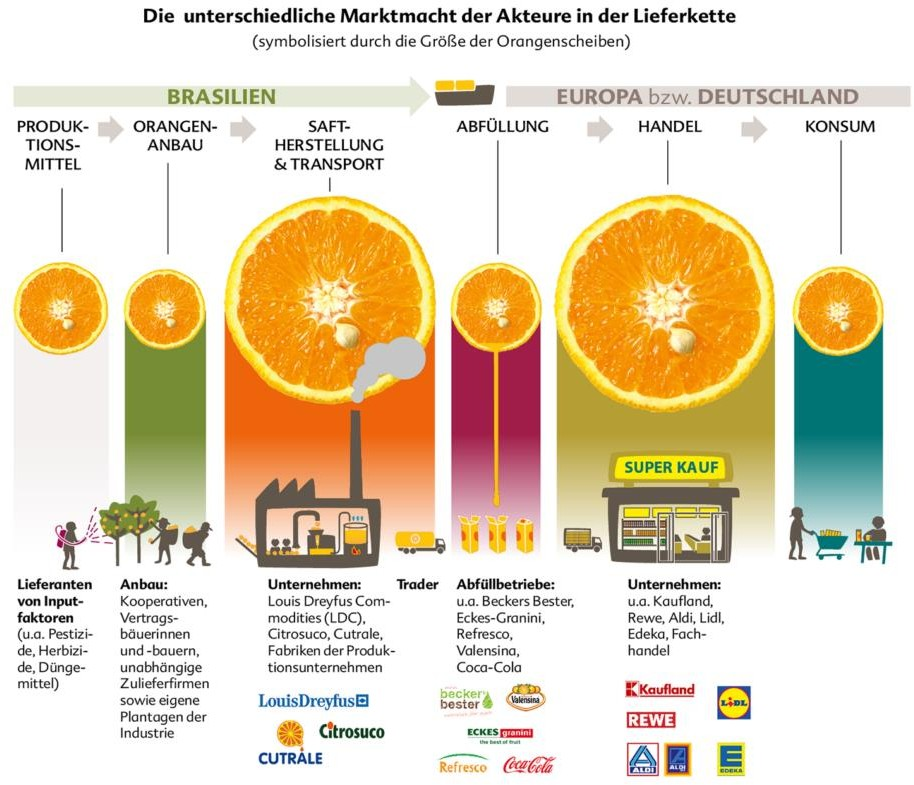 Die unterschiedliche Marktmacht der Akteure in der Lieferkette
(symbolisiert durch die Größe der Orangenscheiben)
BRASILIEN
EUROPA bzw. DEUTSCHLAND
PRODUK-
TIONS-
MITTEL
ORANGEN-
ANBAU
SAFT-
HERSTELLUNG
& TRANSPORT
ABFÜLLUNG
HANDEL
KONSUM
SUPER KAUF
Lieferanten
von Input-
faktoren
(u.a. Pestizi-
de, Herbizi-
de, Dünge-
mittel)
Anbau:
Kooperativen,
Vertrags-
bäuerinnen
und -bauern,
unabhängige
Zulieferfirmen
sowie eigene
Plantagen der
Industrie
Unternehmen:
Louis Dreyfus Com-
modities (LDC),
Citrosuco, Cutrale,
Fabriken der Produk-
tionsunternehmen
Trader
Abfüllbetriebe:
u.a. Beckers Bester,
Eckes-Granini,
Refresco,
Valensina,
Coca-Cola
Unternehmen:
u.a. Kaufland,
Rewe, Aldi, Lidl,
Edeka, Fach-
handel
LouisDreyfus
Citrosuco
CUTRALE
beckers
bester
Valensina
ECKES granini
the best of fruit
Refresco
Coca-Cola
Kaufland
LIDL
REWE
ALDI
ALDI
EDEKA